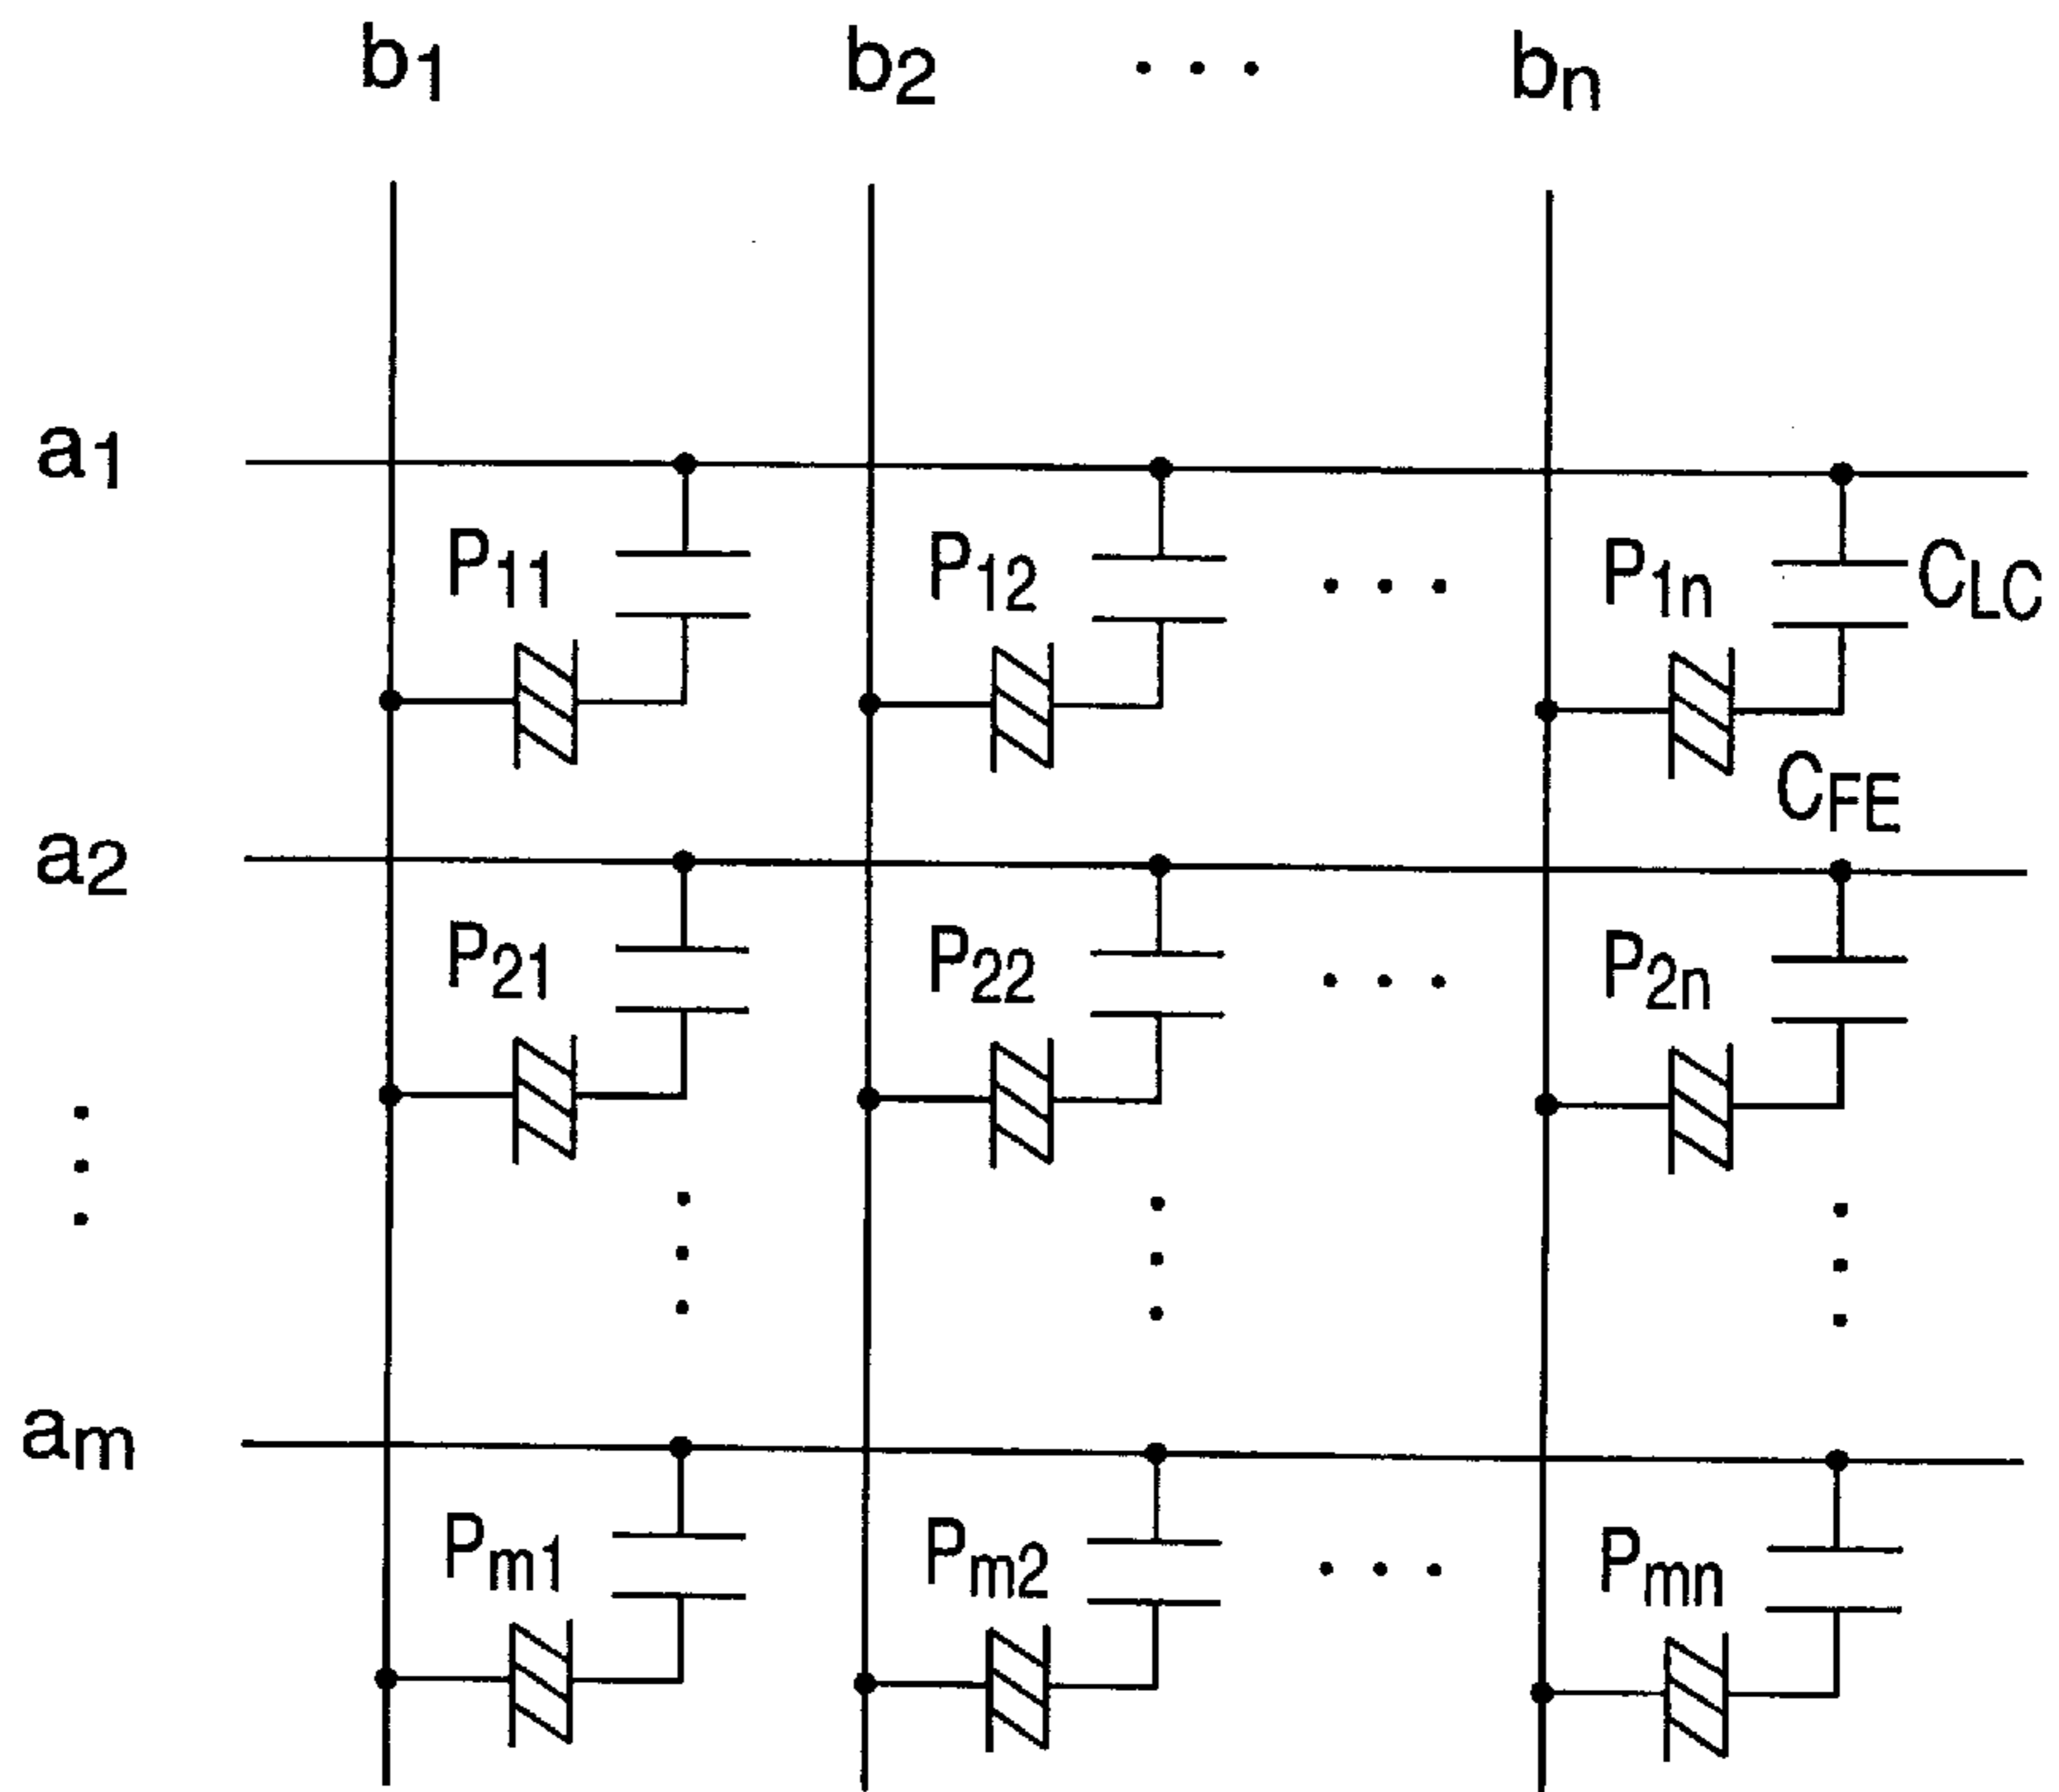 b1 b2 ... bn
a1
P11 P12 ... P1n CLC
CFE
a2
P21 P22 ... P2n
am
Pm1 Pm2 ... Pmn